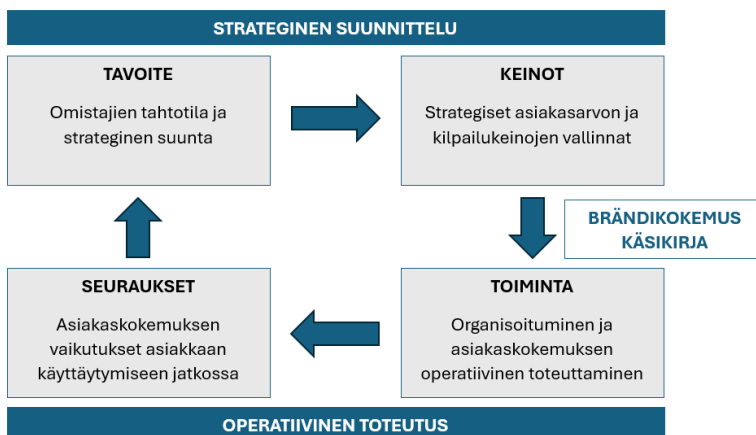 STRATEGINEN SUUNNITTELU
TAVOITE
Omistajien tahtotila ja
strateginen suunta
KEINOT
Strategiset asiakasarvon ja
kilpailukeinojen vallinnat
BRÄNDIKOKEMUS
KÄSIKIRJA
SEURAUKSET
Asiakaskokemuksen
vaikutukset asiakkaan
käyttäytymiseen jatkossa
TOIMINTA
Organisoituminen ja
asiakaskokemuksen
operatiivinen toteuttaminen
OPERATIIVINEN TOTEUTUS